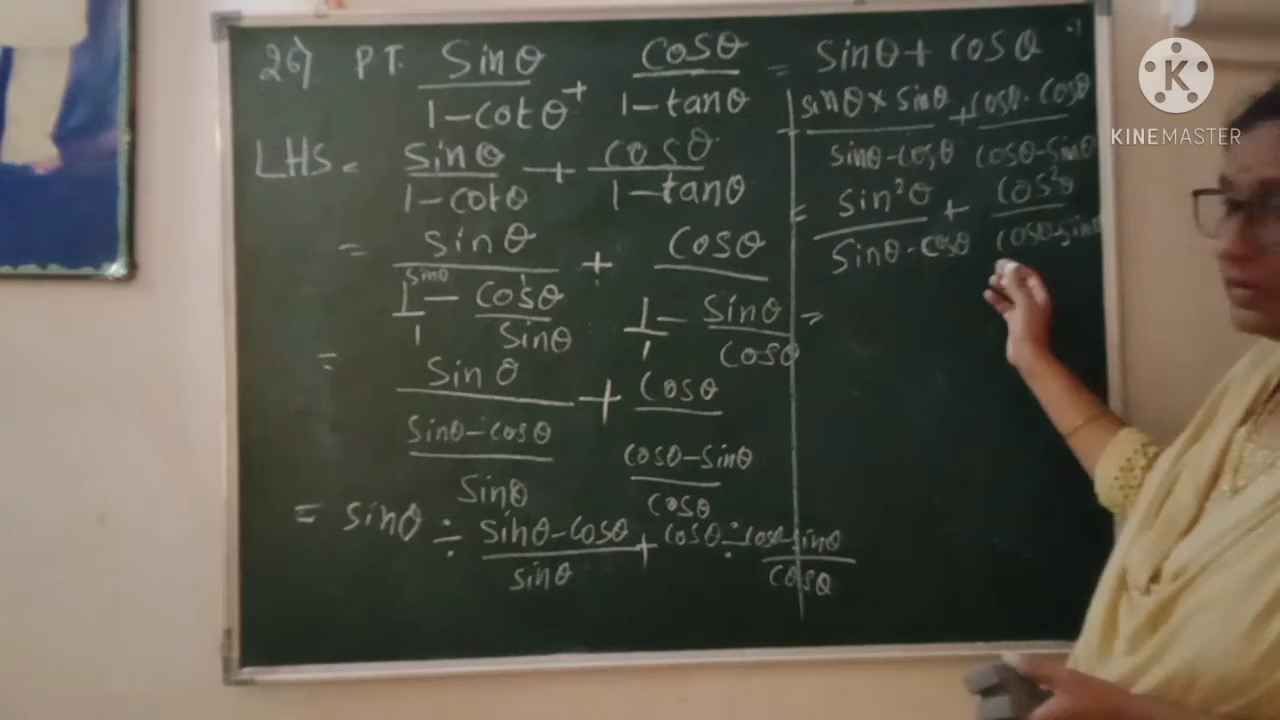 26) PT. Sinθ/1-cotθ + Cosθ/1-tanθ = Sinθ + Cosθ
LHS = Sinθ/1-cotθ + Cosθ/1-tanθ
= Sinθ/(1/1 - Cosθ/Sinθ) + Cosθ/(1/1 - Sinθ/Cosθ)
= Sinθ/(Sinθ-cosθ/Sinθ) + Cosθ/(Cosθ-Sinθ/Cosθ)
= Sinθ ÷ Sinθ-Cosθ/Sinθ + Cosθ ÷ Cosθ-Sinθ/Cosθ
= Sinθ × Sinθ/Sinθ-Cosθ + Cosθ · Cosθ/Cosθ-Sinθ
= Sin²θ/Sinθ-Cosθ + Cos²θ/Cosθ-Sinθ
=
KINEMASTER